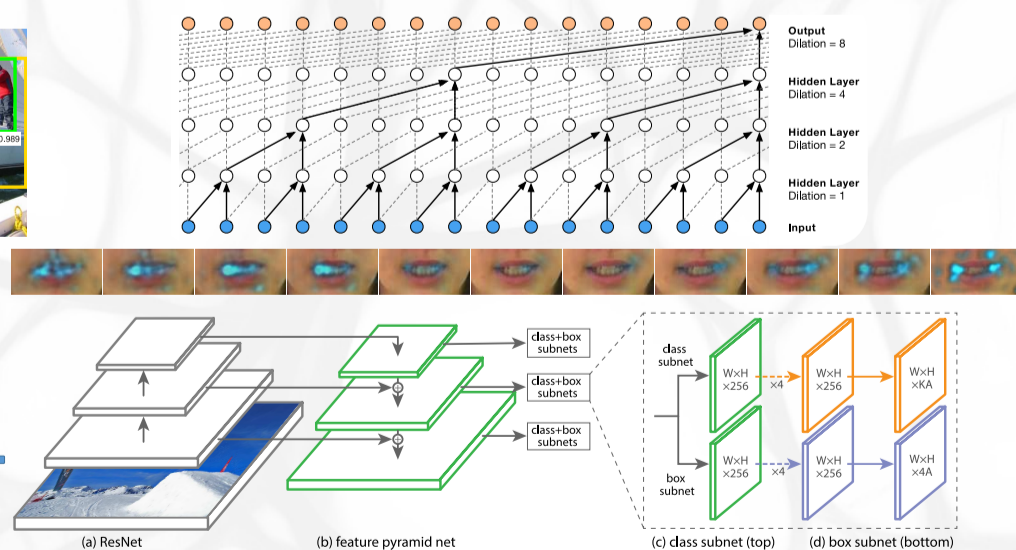 Output
Dilation = 8
Hidden Layer
Dilation = 4
0.989
Hidden Layer
Dilation = 2
Hidden Layer
Dilation = 1
Input
class+box
subnets
class+box
subnets
class+box
subnets
class
subnet
W×H
×256
×4
W×H
×256
W×H
×KA
W×H
×256
×4
W×H
×256
W×H
×4A
box
subnet
(a) ResNet
(b) feature pyramid net
(c) class subnet (top)
(d) box subnet (bottom)